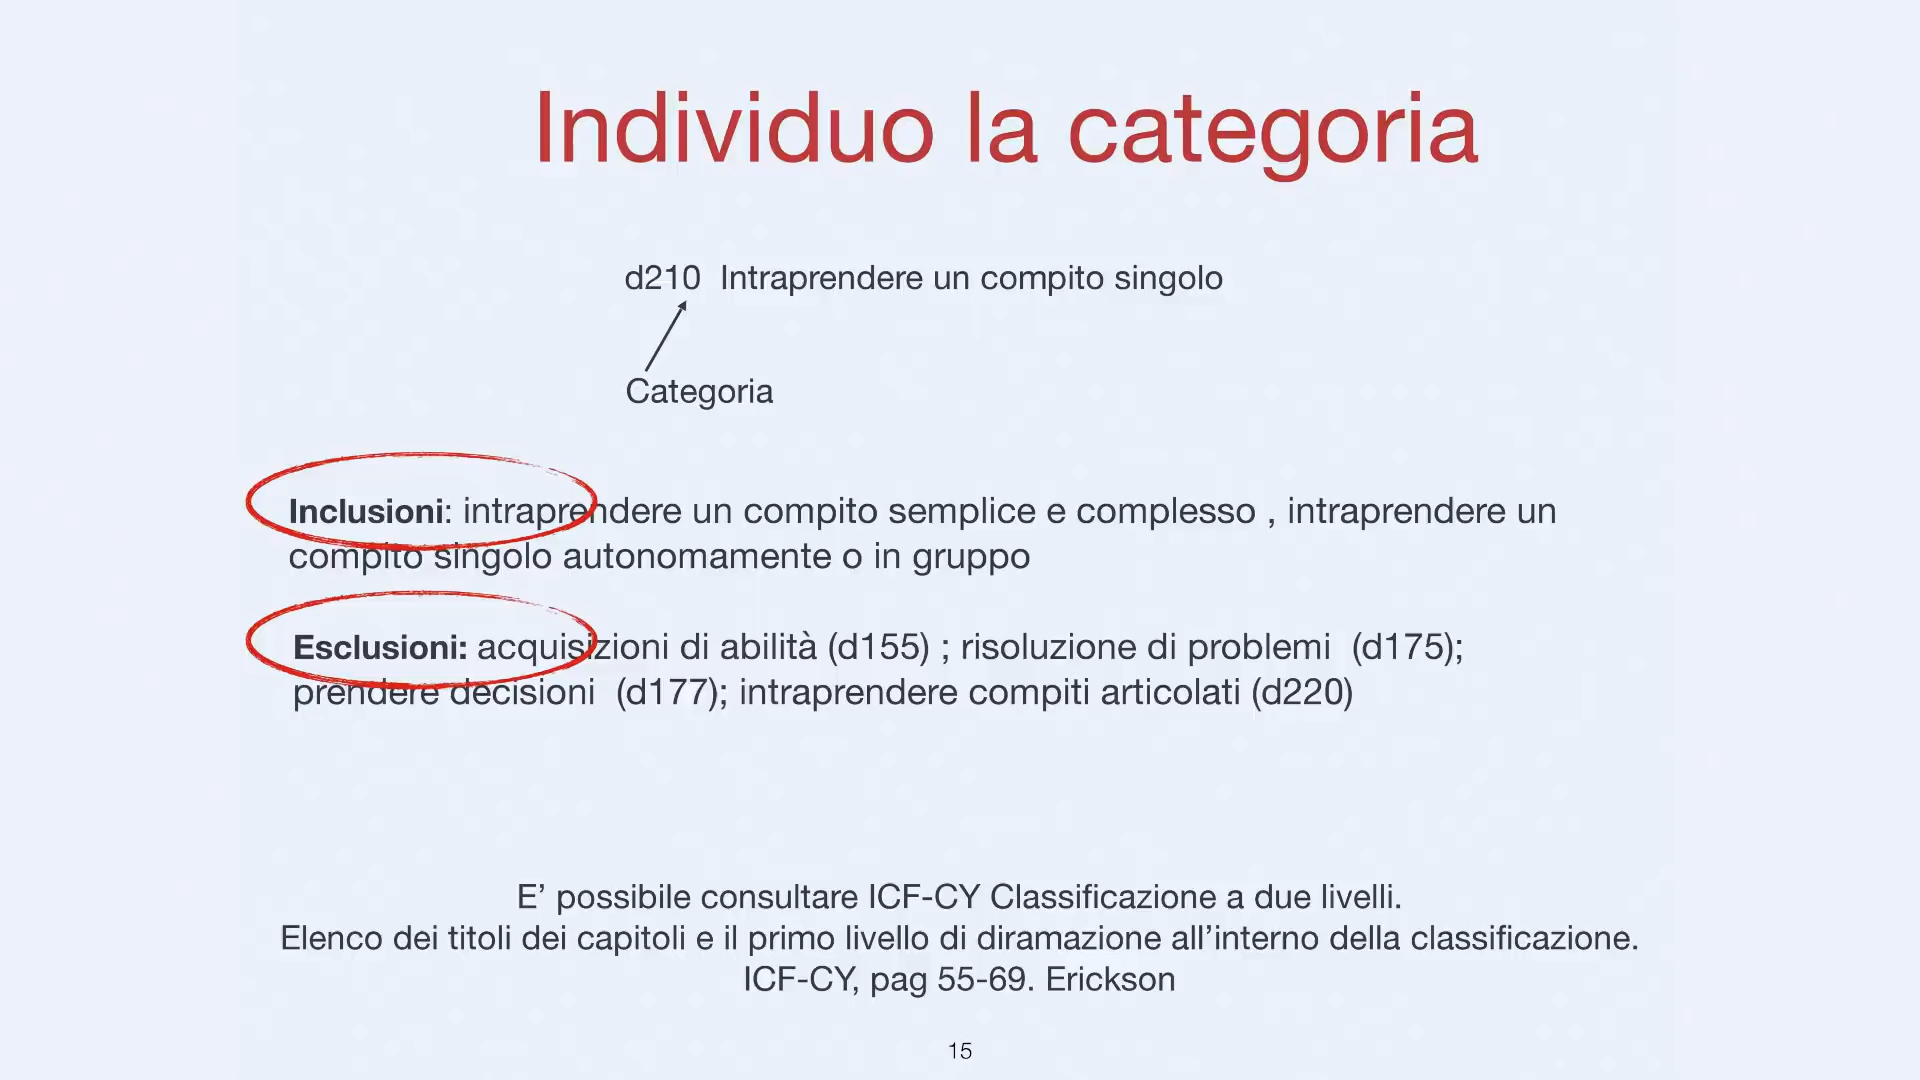 Individuo la categoria
d210  Intraprendere un compito singolo
Categoria
Inclusioni: intraprendere un compito semplice e complesso , intraprendere un
compito singolo autonomamente o in gruppo
Esclusioni: acquisizioni di abilità (d155) ; risoluzione di problemi  (d175);
prendere decisioni  (d177); intraprendere compiti articolati (d220)
E’ possibile consultare ICF-CY Classificazione a due livelli.
Elenco dei titoli dei capitoli e il primo livello di diramazione all’interno della classificazione.
ICF-CY, pag 55-69. Erickson
15